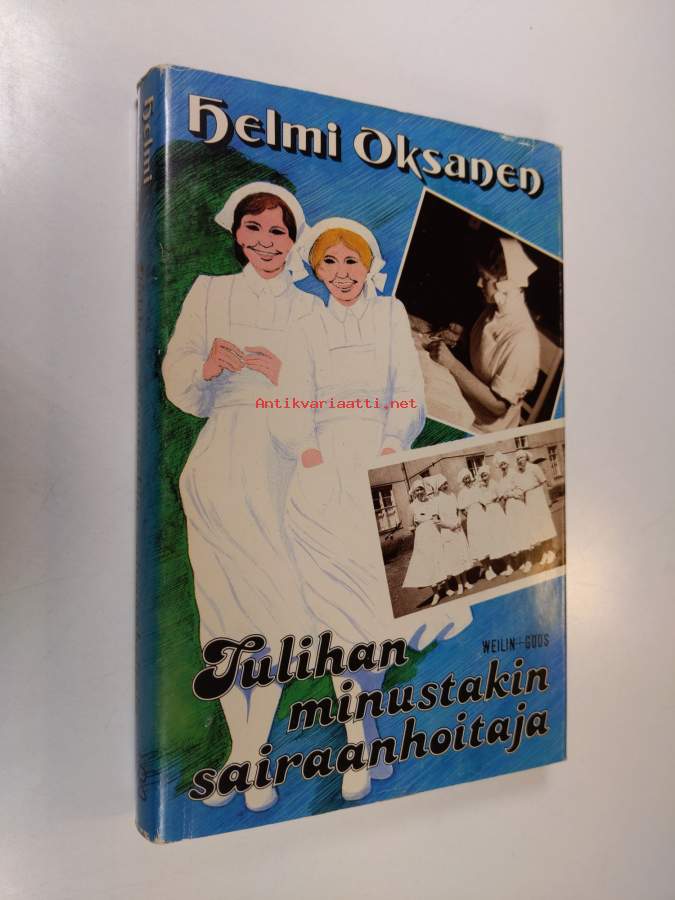 Helmi Oksanen
Antikvariaatti.net
WEILIN+GÖÖS
Tulihan
minustakin
sairaanhoitaja
Helmi